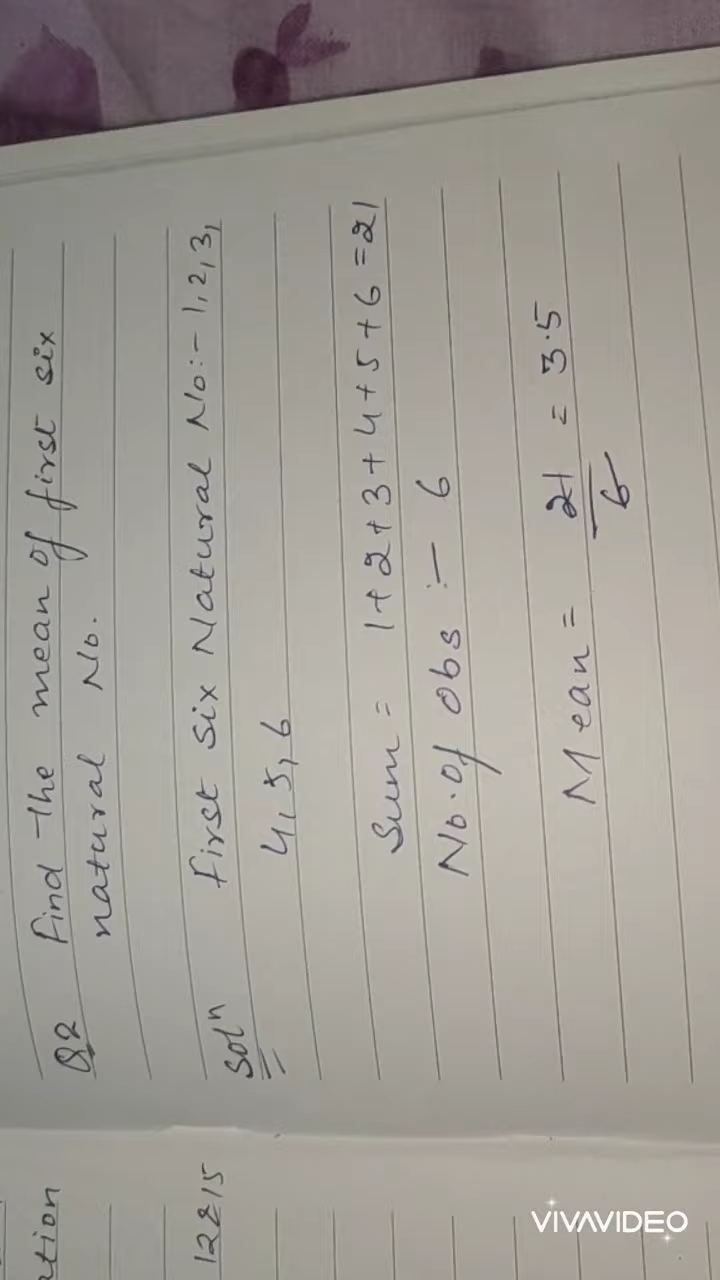 Q2 Find the mean of first six
natural No.
Soln First six Natural No:- 1,2,3,
4,5,6
Sum = 1+2+3+4+5+6=21
No. of Obs :- 6
Mean = 21/6 = 3.5
ation
12815
VIVAVIDEO